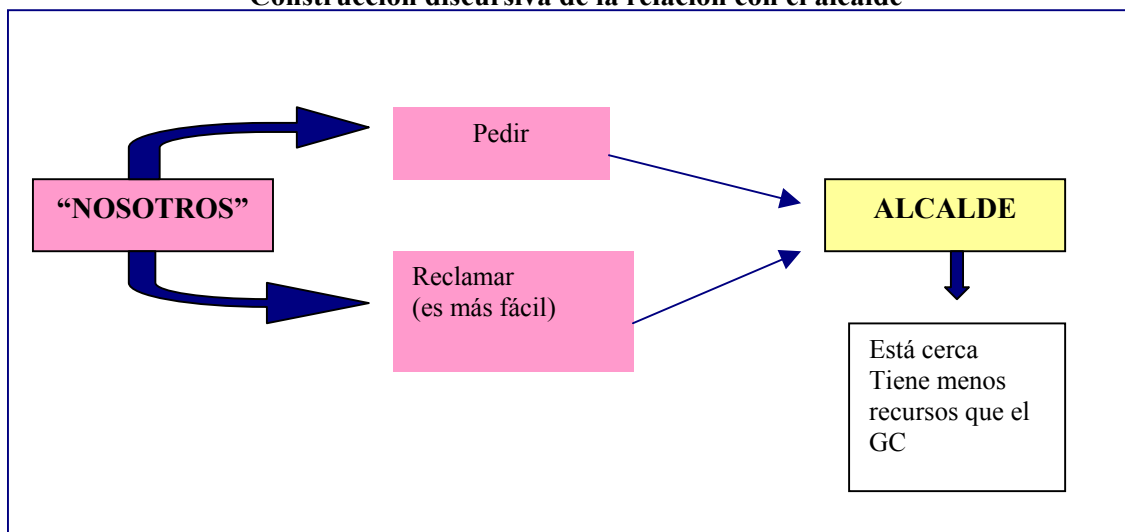 Construcción discursiva de la relación con el alcalde
Pedir
“NOSOTROS”
ALCALDE
Reclamar
(es más fácil)
Está cerca
Tiene menos
recursos que el
GC